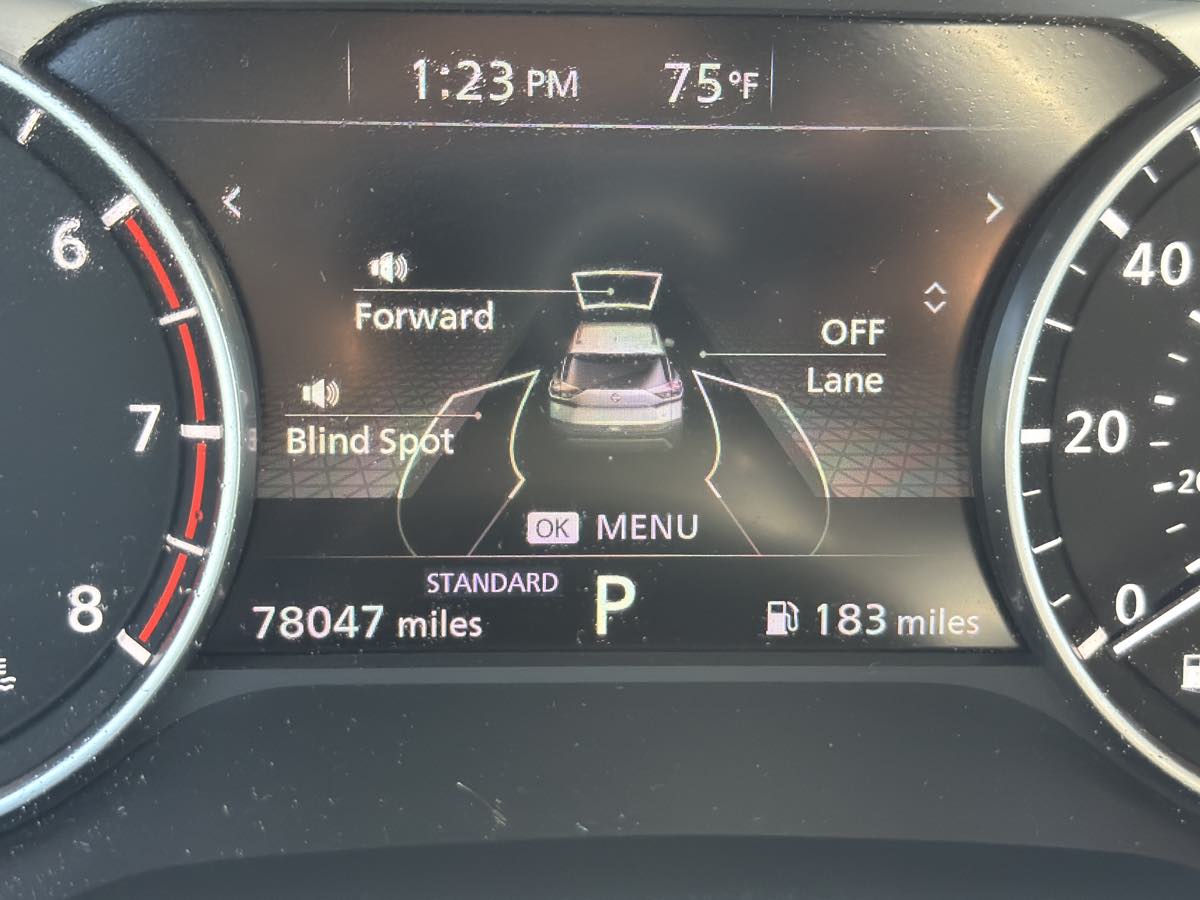 1:23 PM 75°F
6
40
Forward
OFF
Lane
7
20
Blind Spot
OK MENU
STANDARD
8
78047 miles P 183 miles
0